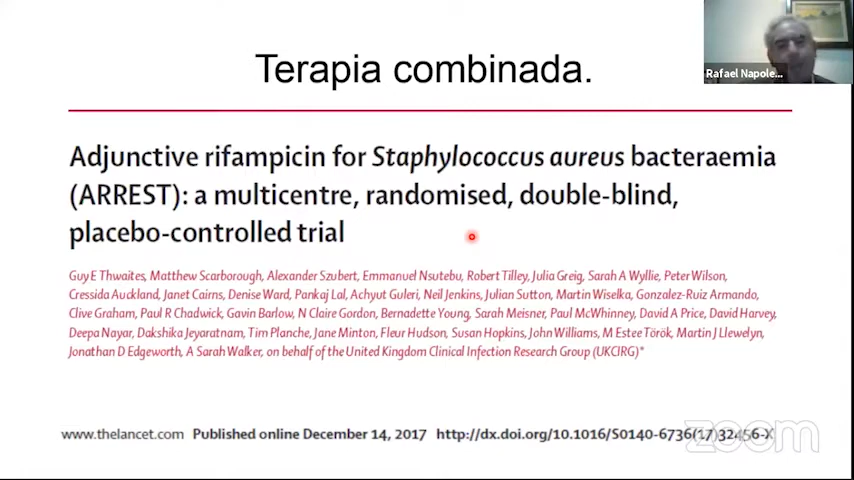 Terapia combinada.
Rafael Napole...
Adjunctive rifampicin for Staphylococcus aureus bacteraemia
(ARREST): a multicentre, randomised, double-blind,
placebo-controlled trial
Guy E Thwaites, Matthew Scarborough, Alexander Szubert, Emmanuel Nsutebu, Robert Tilley, Julia Greig, Sarah A Wyllie, Peter Wilson,
Cressida Auckland, Janet Cairns, Denise Ward, Pankaj Lal, Achyut Guleri, Neil Jenkins, Julian Sutton, Martin Wiselka, Gonzalez-Ruiz Armando,
Clive Graham, Paul R Chadwick, Gavin Barlow, N Claire Gordon, Bernadette Young, Sarah Meisner, Paul McWhinney, David A Price, David Harvey,
Deepa Nayar, Dakshika Jeyaratnam, Tim Planche, Jane Minton, Fleur Hudson, Susan Hopkins, John Williams, M Estee Török, Martin J Llewelyn,
Jonathan D Edgeworth, A Sarah Walker, on behalf of the United Kingdom Clinical Infection Research Group (UKCIRG)*
www.thelancet.com Published online December 14, 2017 http://dx.doi.org/10.1016/S0140-6736(17)32456-X
zoom